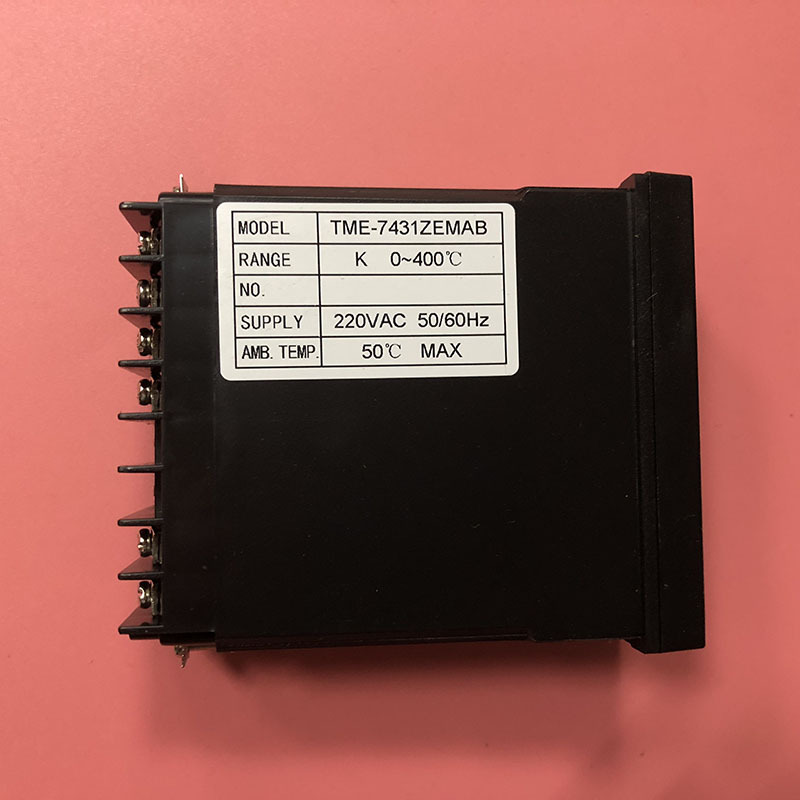 MODEL TME-7431ZEMAB
RANGE K 0~400℃
NO.
SUPPLY 220VAC 50/60Hz
AMB. TEMP. 50℃ MAX